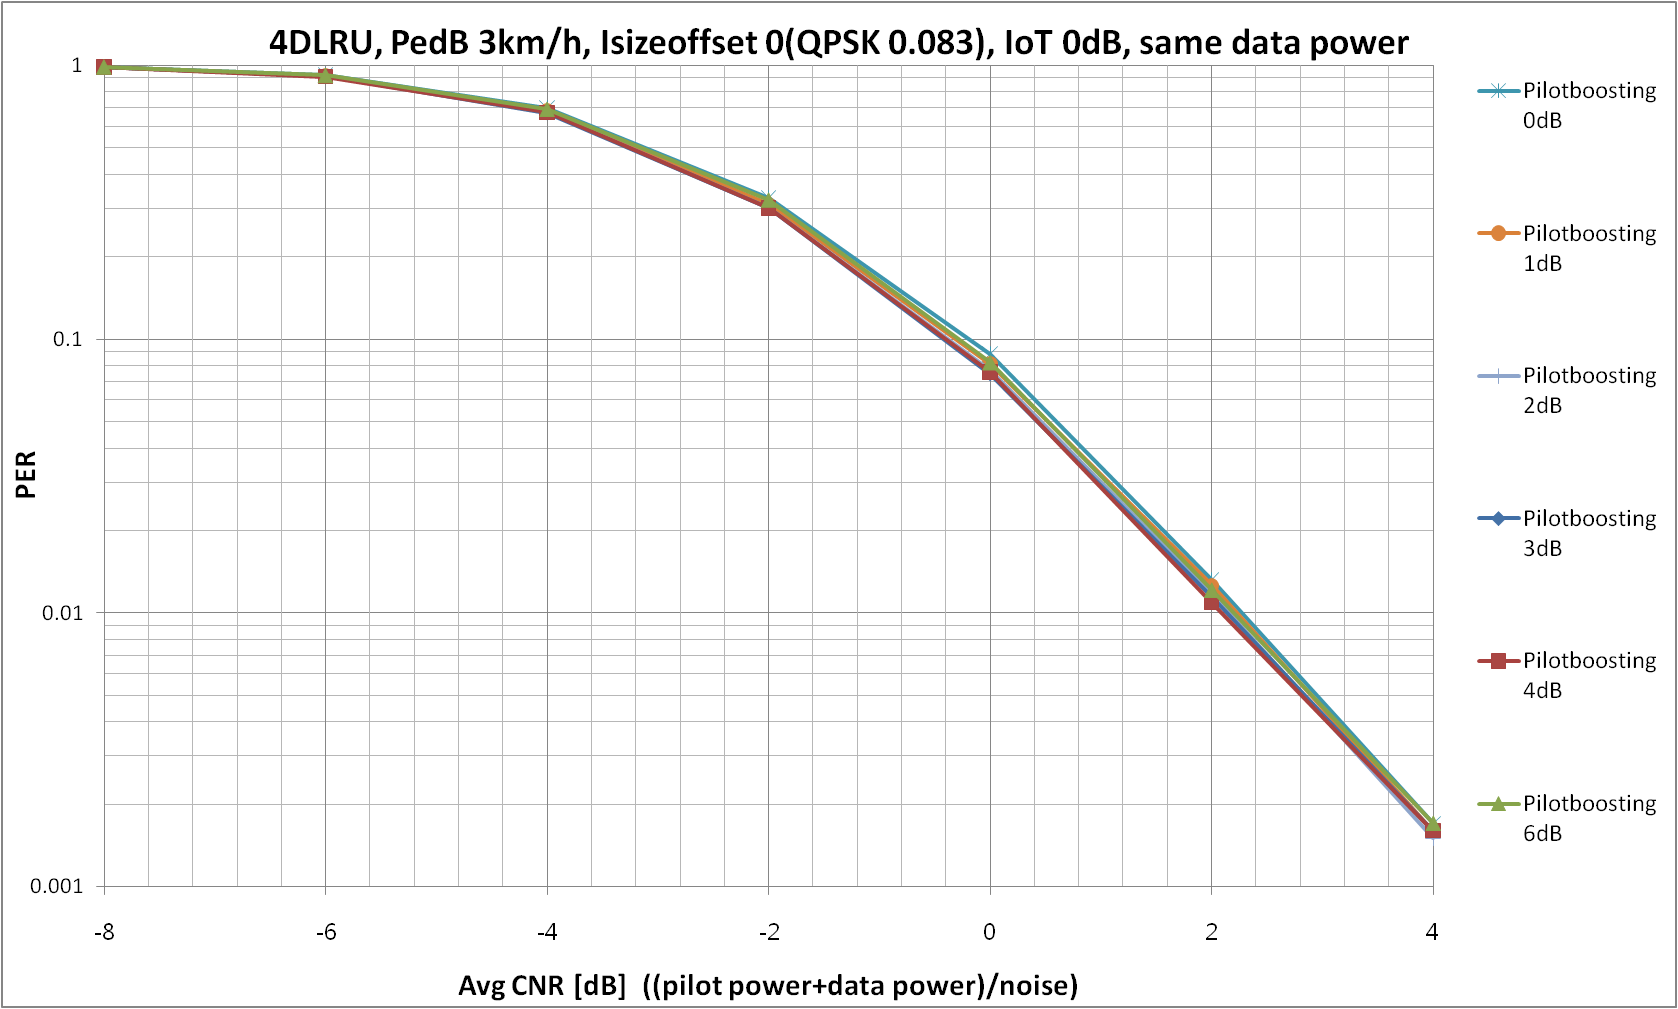 4DLRU, PedB 3km/h, Isizeoffset 0(QPSK 0.083), IoT 0dB, same data power
1
0.1
0.01
0.001
PER
-8 -6 -4 -2 0 2 4
Avg CNR [dB] ((pilot power+data power)/noise)
Pilotboosting
0dB
Pilotboosting
1dB
Pilotboosting
2dB
Pilotboosting
3dB
Pilotboosting
4dB
Pilotboosting
6dB